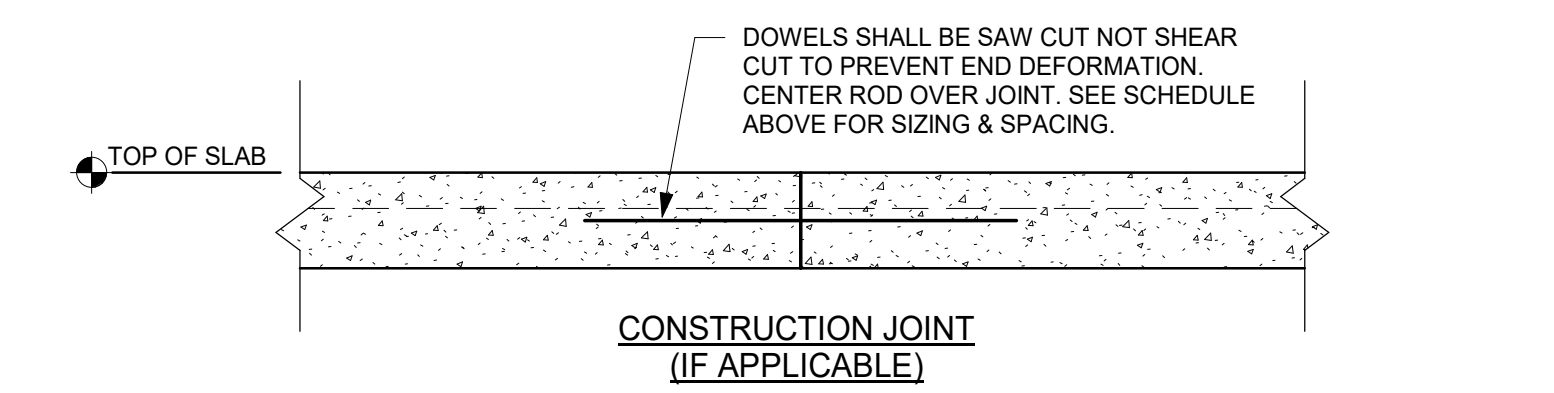 DOWELS SHALL BE SAW CUT NOT SHEAR
CUT TO PREVENT END DEFORMATION.
CENTER ROD OVER JOINT. SEE SCHEDULE
ABOVE FOR SIZING & SPACING.
TOP OF SLAB
CONSTRUCTION JOINT
(IF APPLICABLE)